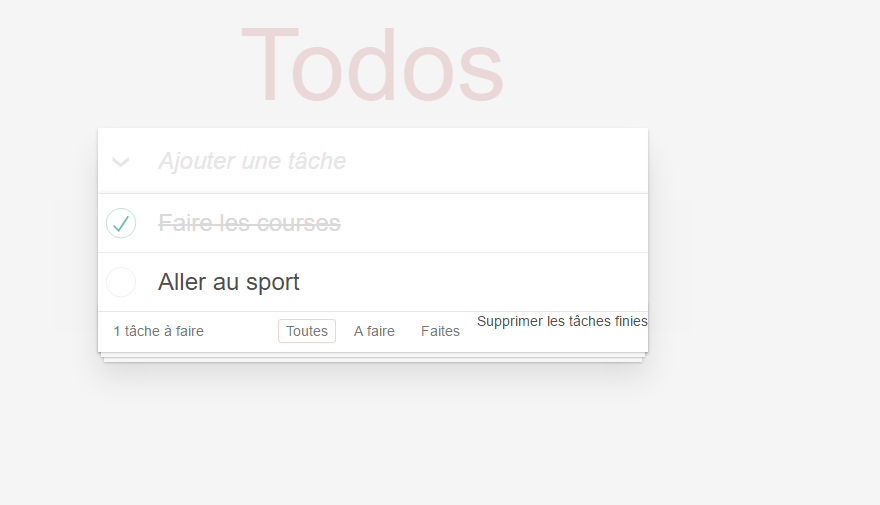 Todos
Ajouter une tâche
Faire les courses
Aller au sport
1 tâche à faire Toutes A faire Faites Supprimer les tâches finies